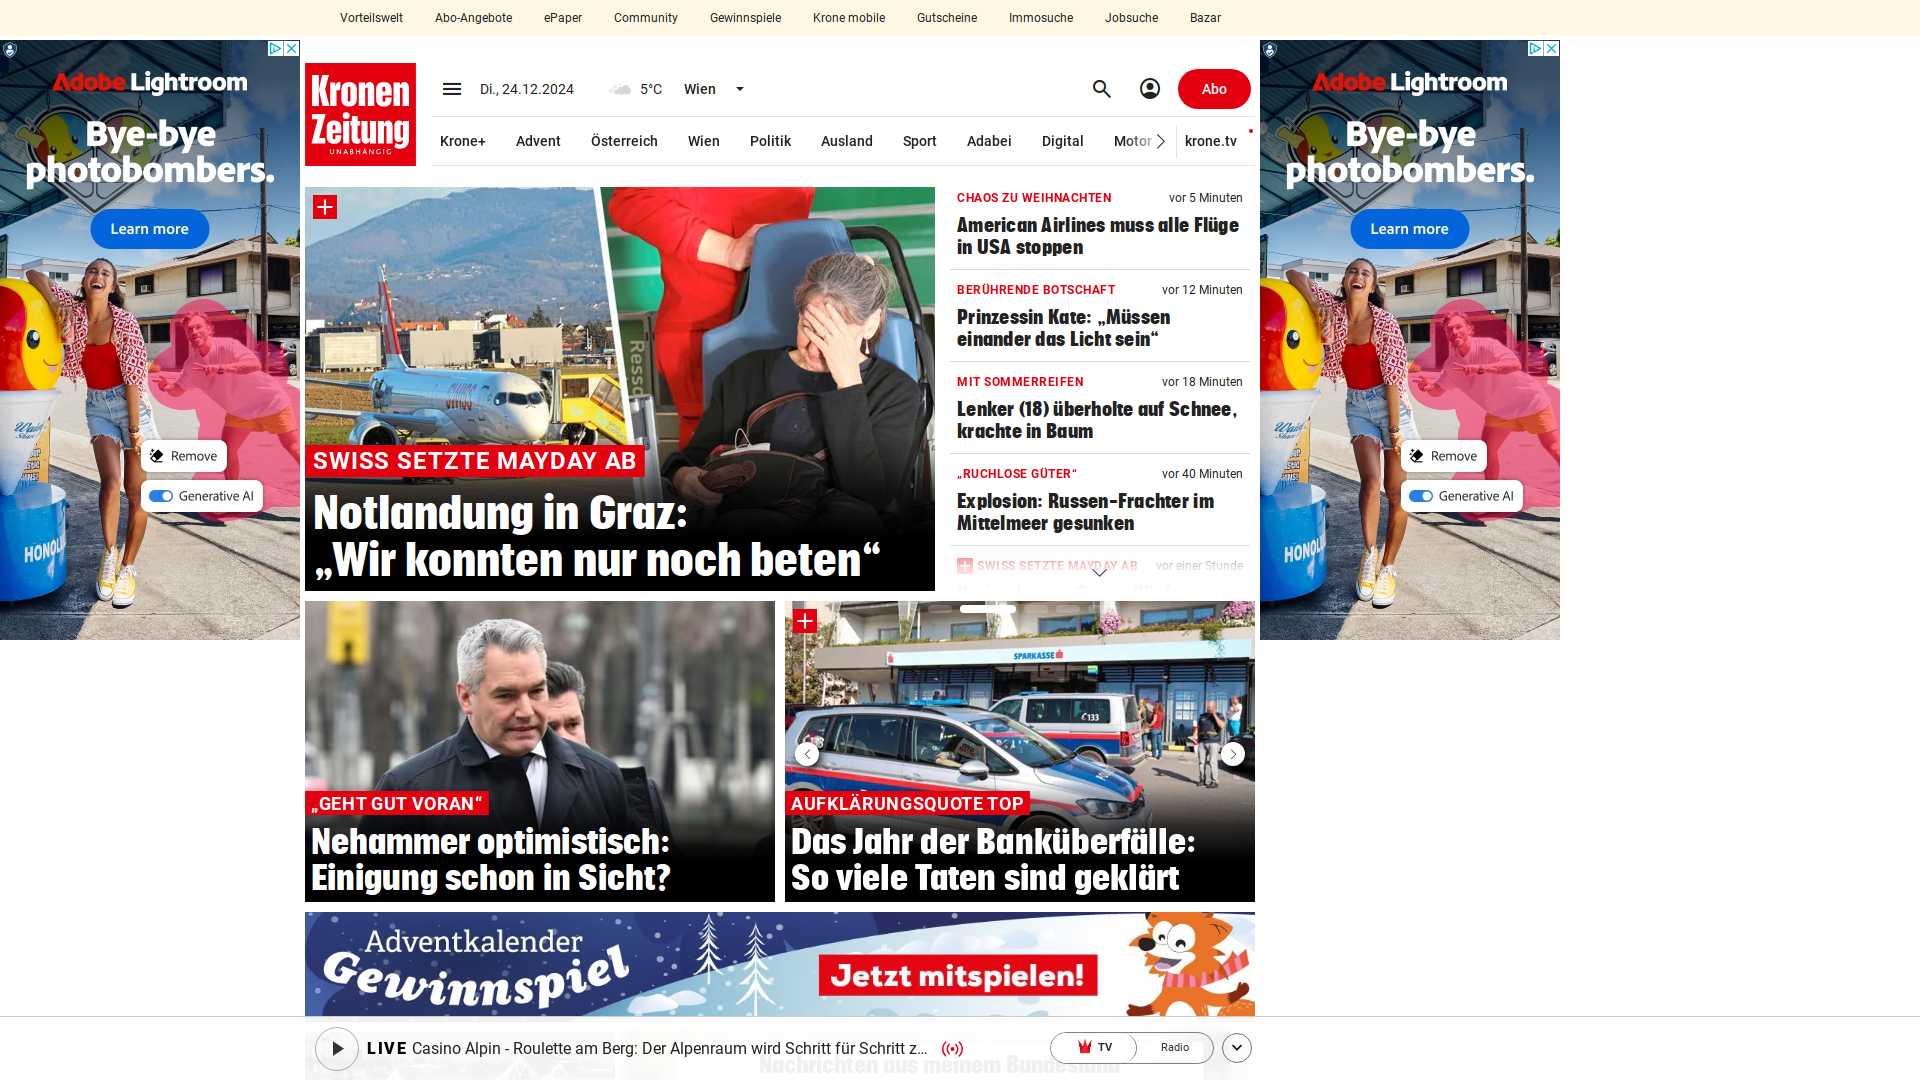 Vorteilswelt
Abo-Angebote
ePaper
Community
Gewinnspiele
Krone mobile
Gutscheine
Immosuche
Jobsuche
Bazar
Adobe Lightroom
Bye-bye
photobombers.
Learn more
Remove
Generative AI
HONOL
Kronen
Zeitung
UNABHÄNGIG
Di., 24.12.2024
5°C
Wien
Abo
Krone+
Advent
Österreich
Wien
Politik
Ausland
Sport
Adabei
Digital
Motor
krone.tv
SWISS SETZTE MAYDAY AB
Notlandung in Graz:
„Wir konnten nur noch beten“
CHAOS ZU WEIHNACHTEN
vor 5 Minuten
American Airlines muss alle Flüge
in USA stoppen
BERÜHRENDE BOTSCHAFT
vor 12 Minuten
Prinzessin Kate: „Müssen
einander das Licht sein“
MIT SOMMERREIFEN
vor 18 Minuten
Lenker (18) überholte auf Schnee,
krachte in Baum
„RUCHLOSE GÜTER“
vor 40 Minuten
Explosion: Russen-Frachter im
Mittelmeer gesunken
SWISS SETZTE MAYDAY AB
vor einer Stunde
Adobe Lightroom
Bye-bye
photobombers.
Learn more
Remove
Generative AI
HONOL
„GEHT GUT VORAN“
Nehammer optimistisch:
Einigung schon in Sicht?
SPARKASSE
133
AUFKLÄRUNGSQUOTE TOP
Das Jahr der Banküberfälle:
So viele Taten sind geklärt
Adventkalender
Gewinnspiel
Jetzt mitspielen!
LIVE Casino Alpin - Roulette am Berg: Der Alpenraum wird Schritt für Schritt z...
TV
Radio
Nachrichten aus meinem Bundesland